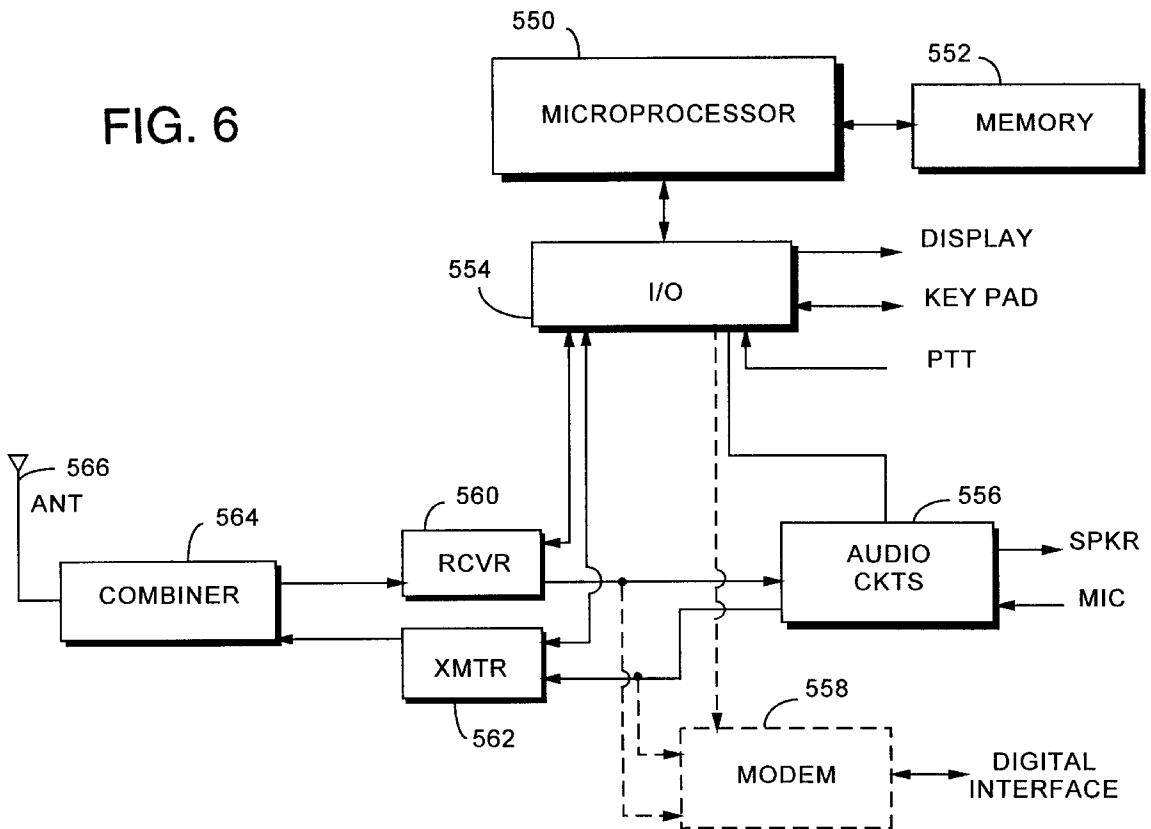 550
552
FIG. 6
MICROPROCESSOR
MEMORY
554
I/O
DISPLAY
KEY PAD
PTT
566
ANT
564
560
556
COMBINER
RCVR
AUDIO
CKTS
SPKR
MIC
XMTR
562
558
MODEM
DIGITAL
INTERFACE